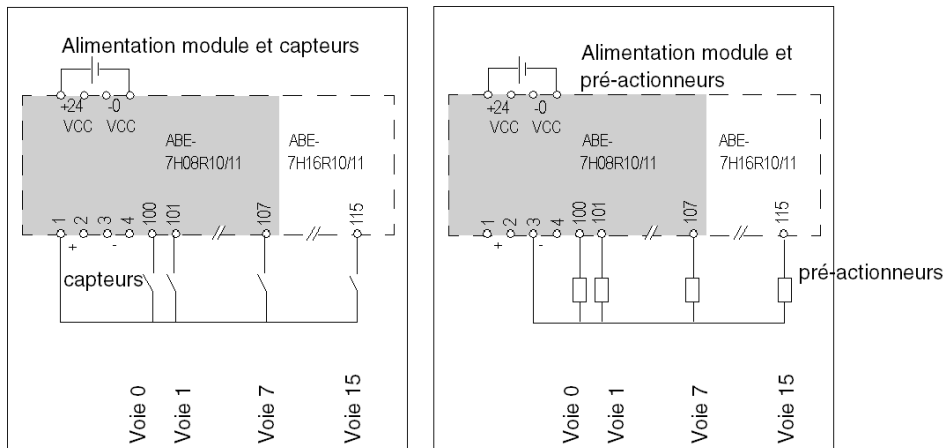 Alimentation module et capteurs
+24 -0
VCC VCC
ABE-
7H08R10/11
ABE-
7H16R10/11
1 2 3 4 100 101 107 115
+ -
capteurs
Voie 0 Voie 1 Voie 7 Voie 15
Alimentation module et
pré-actionneurs
+24 -0
VCC VCC
ABE-
7H08R10/11
ABE-
7H16R10/11
1 2 3 4 100 101 107 115
+ -
pré-actionneurs
Voie 0 Voie 1 Voie 7 Voie 15